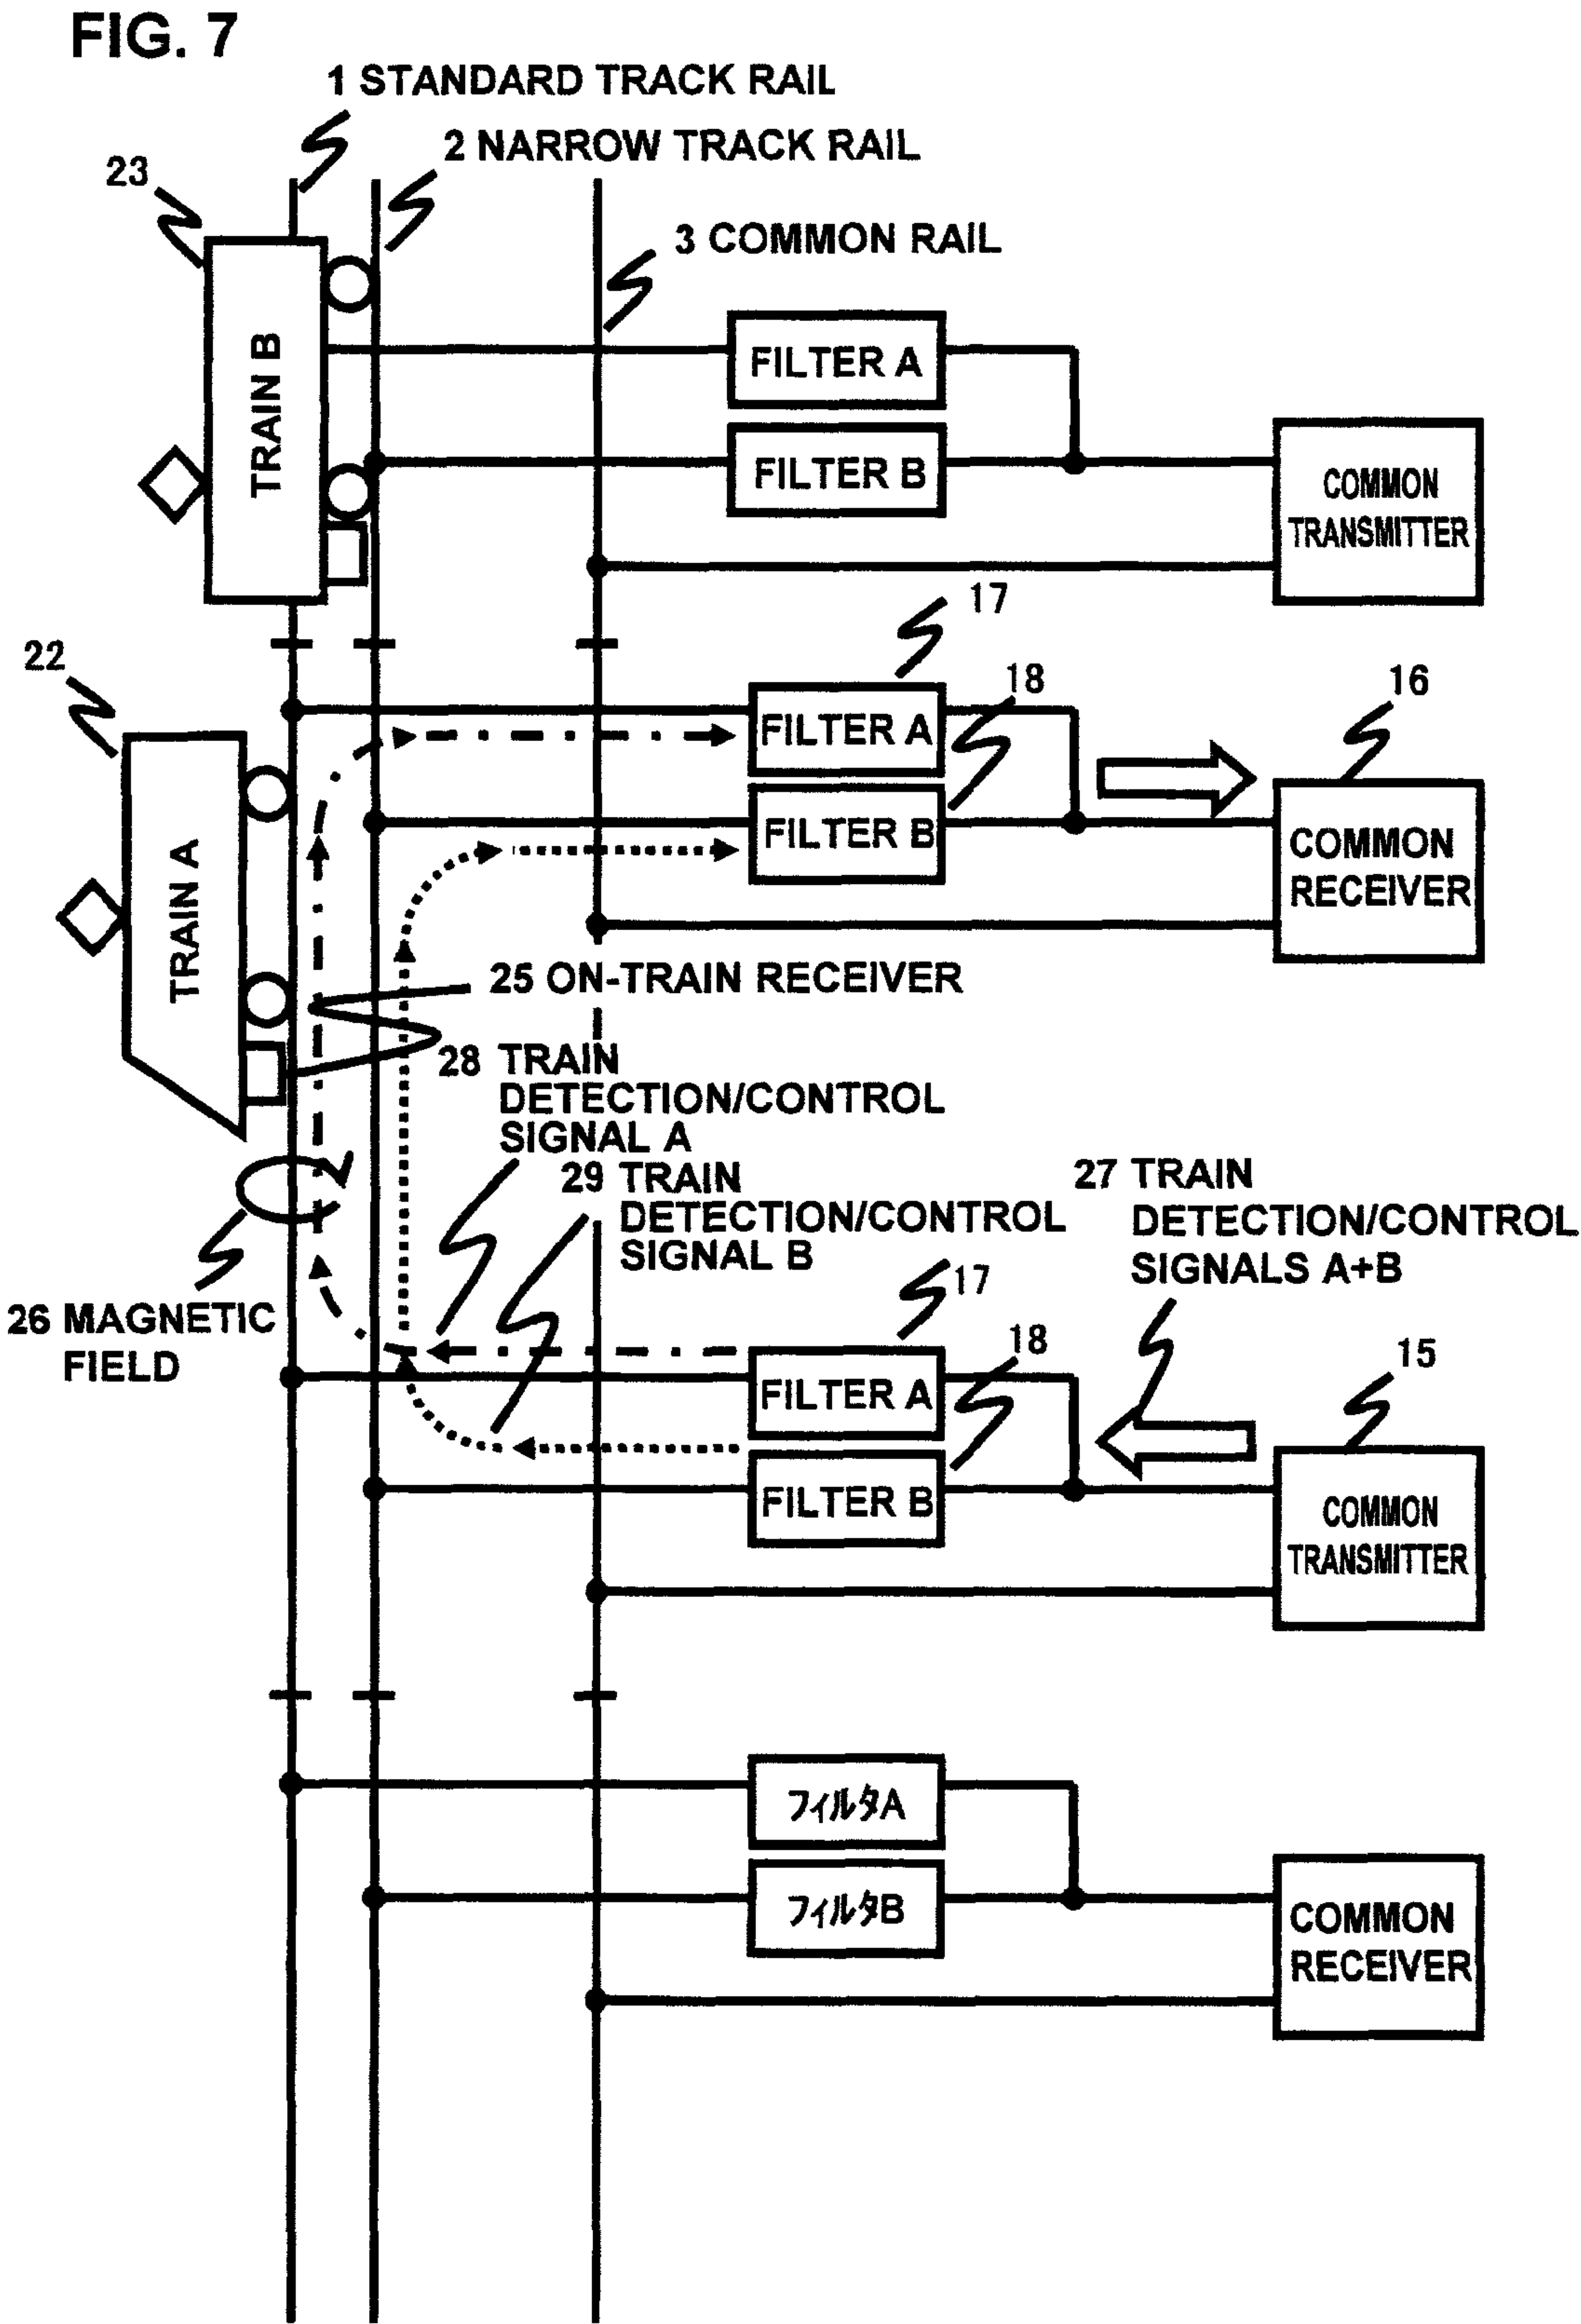 FIG. 7
1 STANDARD TRACK RAIL
2 NARROW TRACK RAIL
23
3 COMMON RAIL
TRAIN B
FILTER A
FILTER B
COMMON
TRANSMITTER
17
22
18
16
FILTER A
FILTER B
COMMON
RECEIVER
TRAIN A
25 ON-TRAIN RECEIVER
28 TRAIN
DETECTION/CONTROL
SIGNAL A
29 TRAIN
DETECTION/CONTROL
SIGNAL B
27 TRAIN
DETECTION/CONTROL
SIGNALS A+B
17
26 MAGNETIC
FIELD
18
15
FILTER A
FILTER B
COMMON
TRANSMITTER
フィルタA
フィルタB
COMMON
RECEIVER